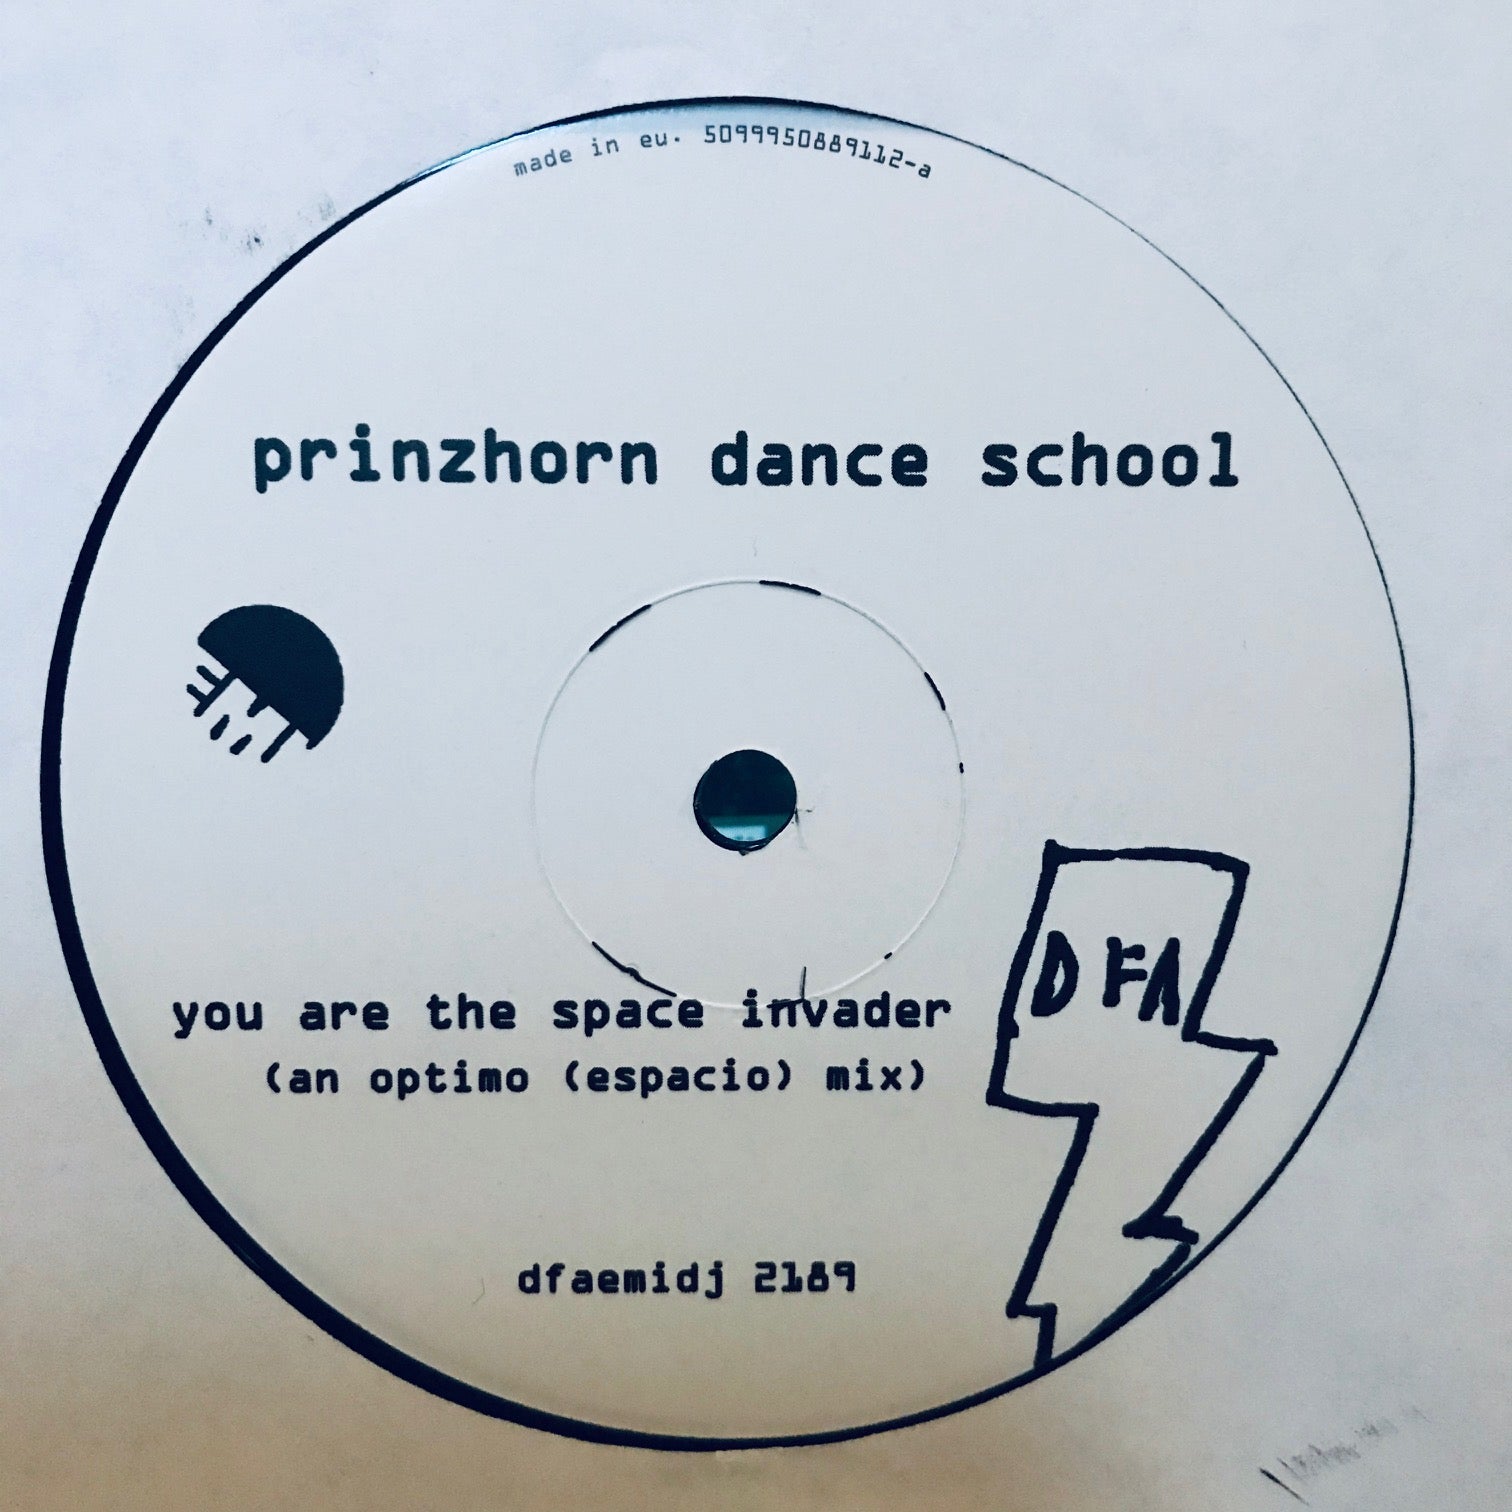 made in eu. 5099950889112-a
prinzhorn dance school
DFA
you are the space invader
(an optimo (espacio) mix)
dfaemidj 2189